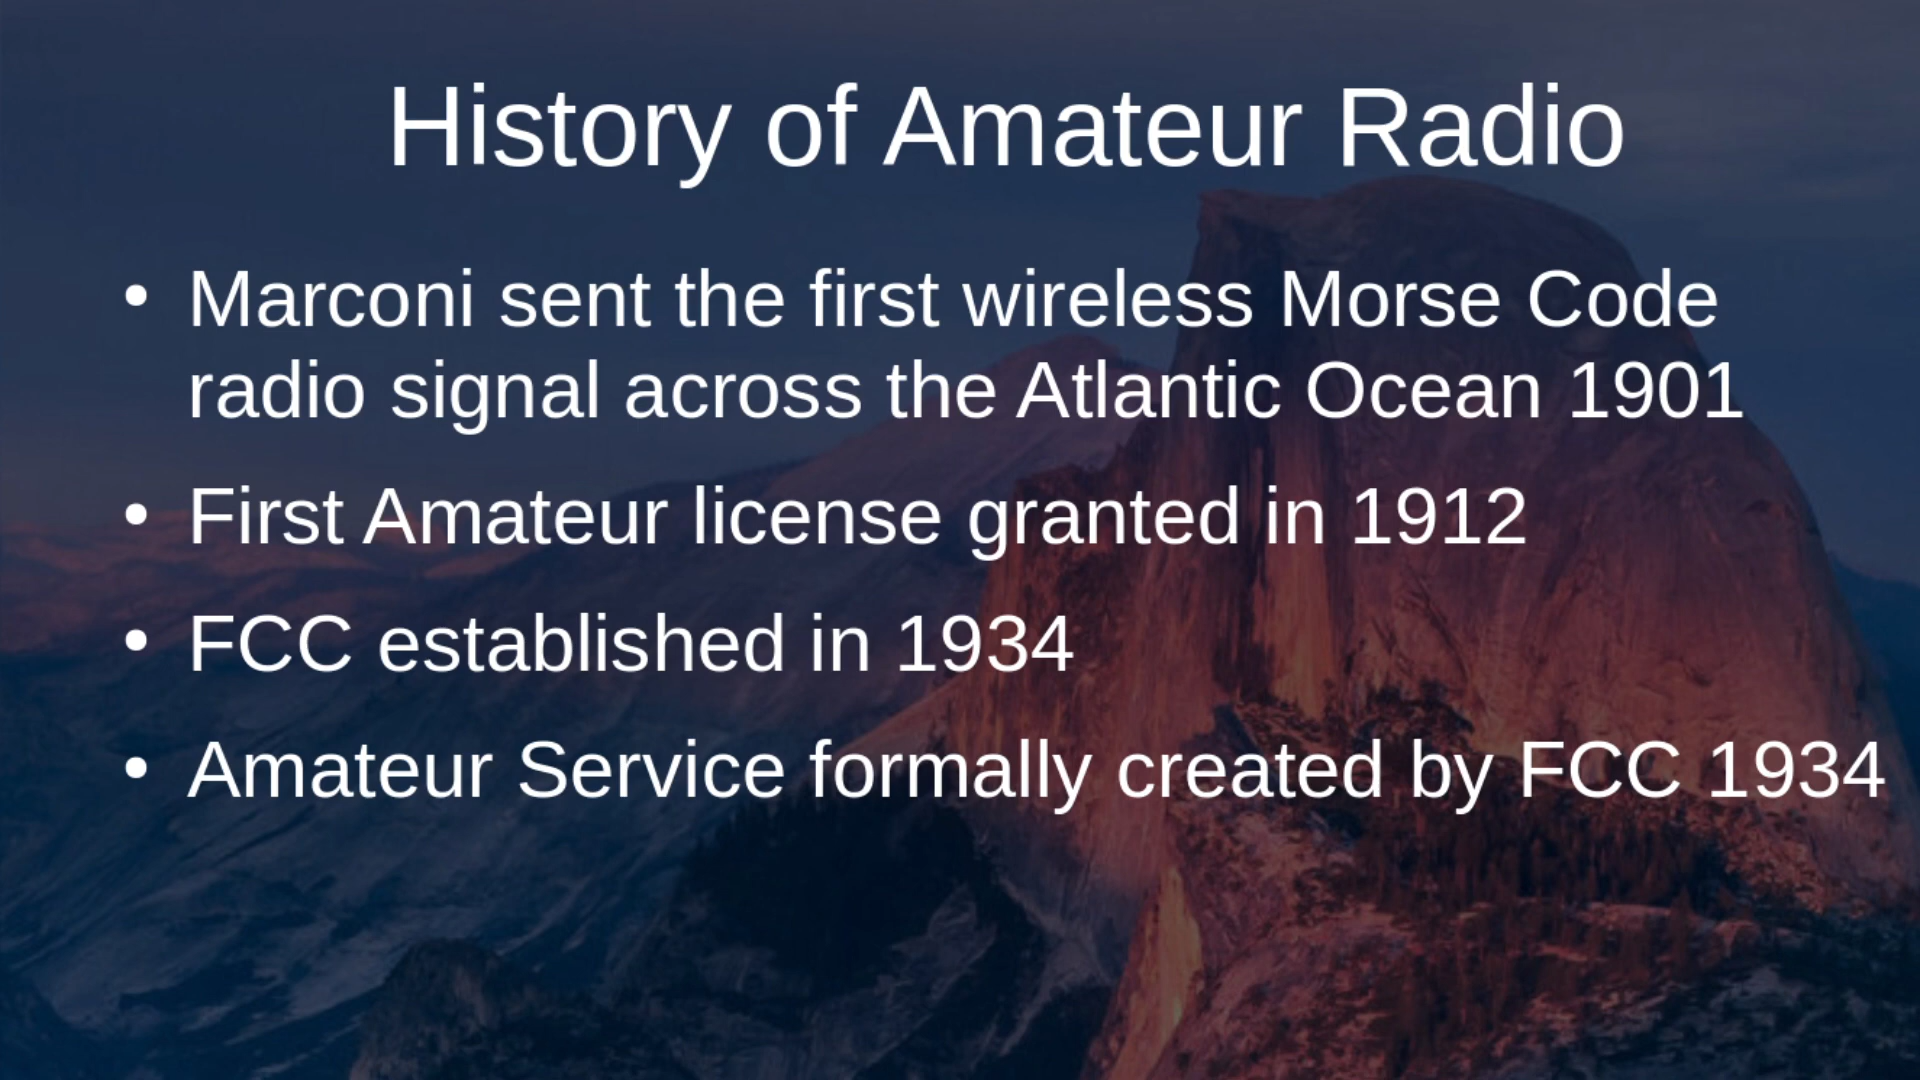 History of Amateur Radio
• Marconi sent the first wireless Morse Code
radio signal across the Atlantic Ocean 1901
• First Amateur license granted in 1912
• FCC established in 1934
• Amateur Service formally created by FCC 1934